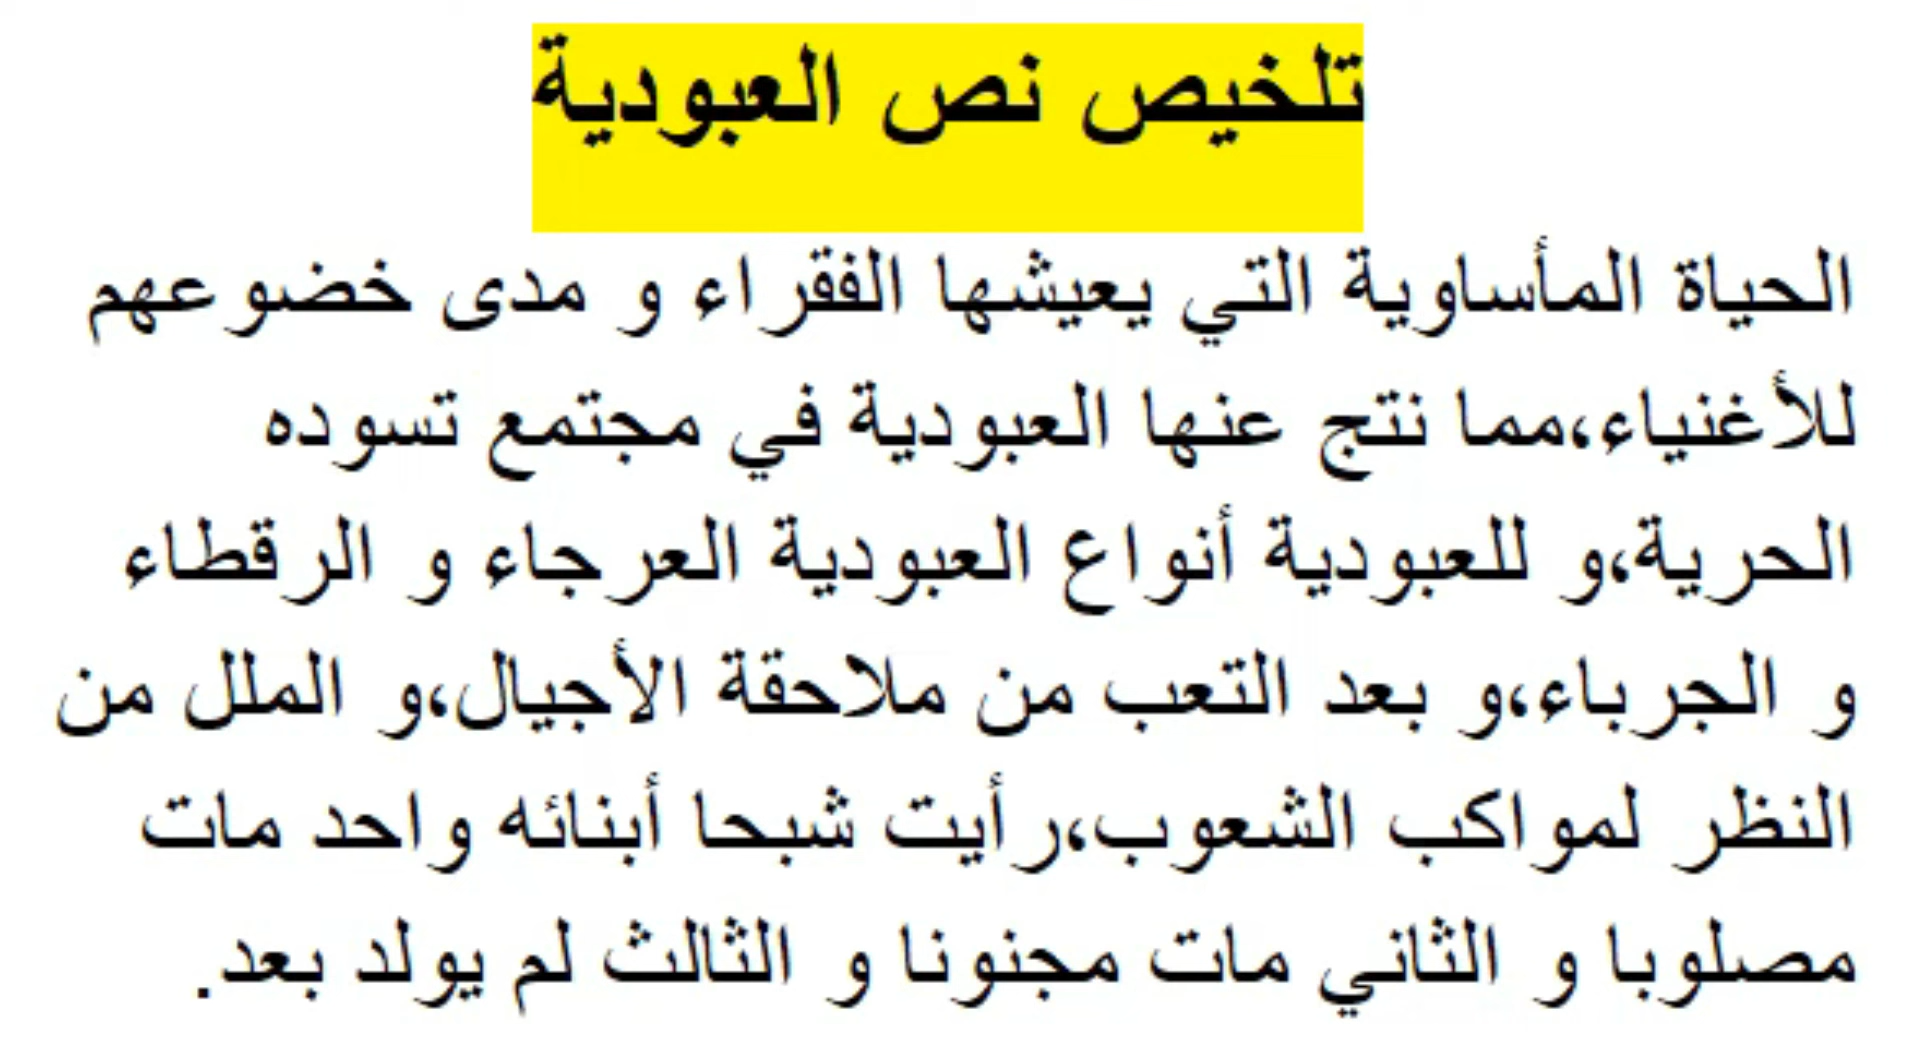 تلخيص نص العبودية
الحياة المأساوية التي يعيشها الفقراء و مدى خضوعهم
للأغنياء،مما نتج عنها العبودية في مجتمع تسوده
الحرية،و للعبودية أنواع العبودية العرجاء و الرقطاء
و الجرباء،و بعد التعب من ملاحقة الأجيال،و الملل من
النظر لمواكب الشعوب،رأيت شبحا أبنائه واحد مات
مصلوبا و الثاني مات مجنونا و الثالث لم يولد بعد.